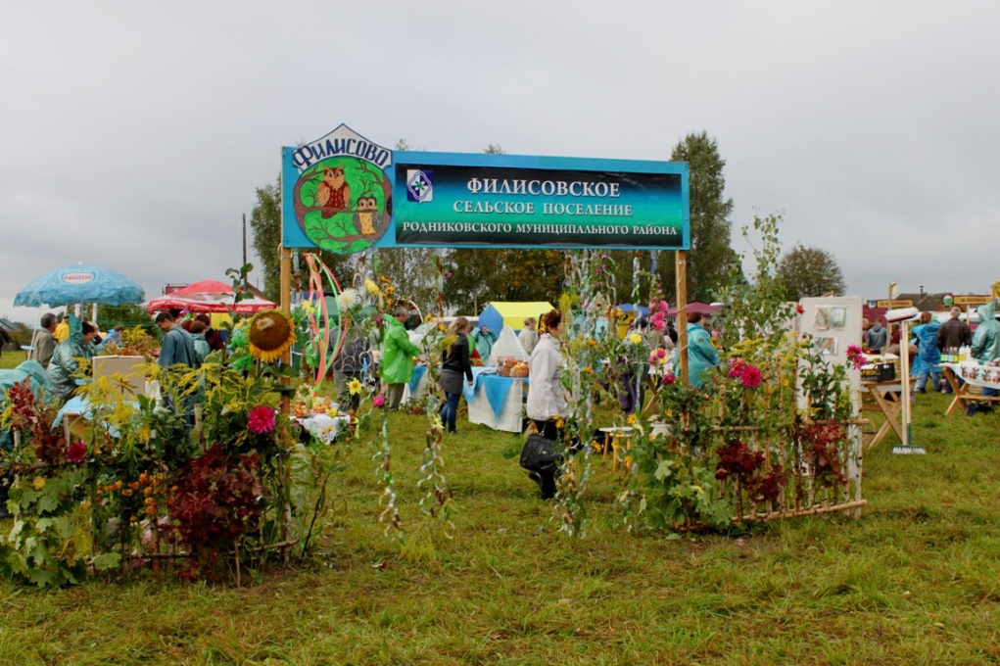 ФИЛИСОВО
ФИЛИСОВСКОЕ
СЕЛЬСКОЕ ПОСЕЛЕНИЕ
РОДНИКОВСКОГО МУНИЦИПАЛЬНОГО РАЙОНА